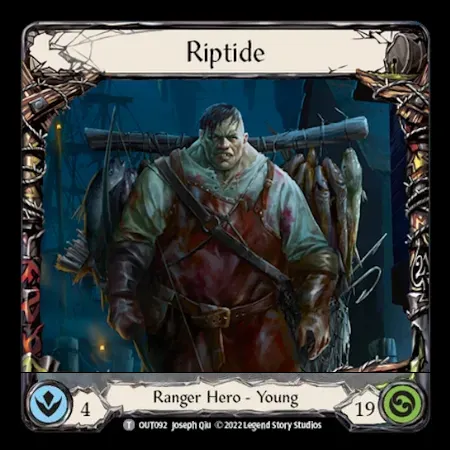 Riptide
4
Ranger Hero - Young
19
T OUT092 Joseph Qiu © 2022 Legend Story Studios